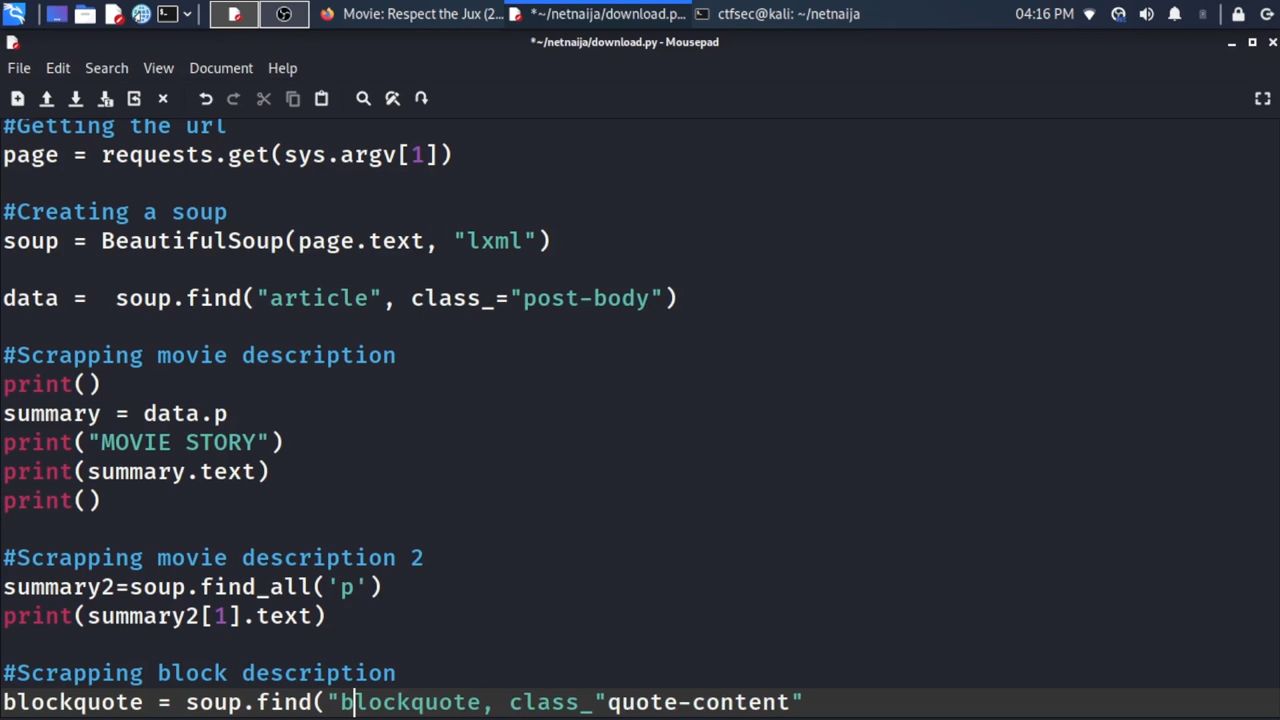 Movie: Respect the Jux (2... *~/netnaija/download.p... ctfsec@kali: ~/netnaija 04:16 PM
*~/netnaija/download.py - Mousepad
File Edit Search View Document Help
#Getting the url
page = requests.get(sys.argv[1])
#Creating a soup
soup = BeautifulSoup(page.text, "lxml")
data =  soup.find("article", class_="post-body")
#Scrapping movie description
print()
summary = data.p
print("MOVIE STORY")
print(summary.text)
print()
#Scrapping movie description 2
summary2=soup.find_all('p')
print(summary2[1].text)
#Scrapping block description
blockquote = soup.find("blockquote, class_"quote-content"